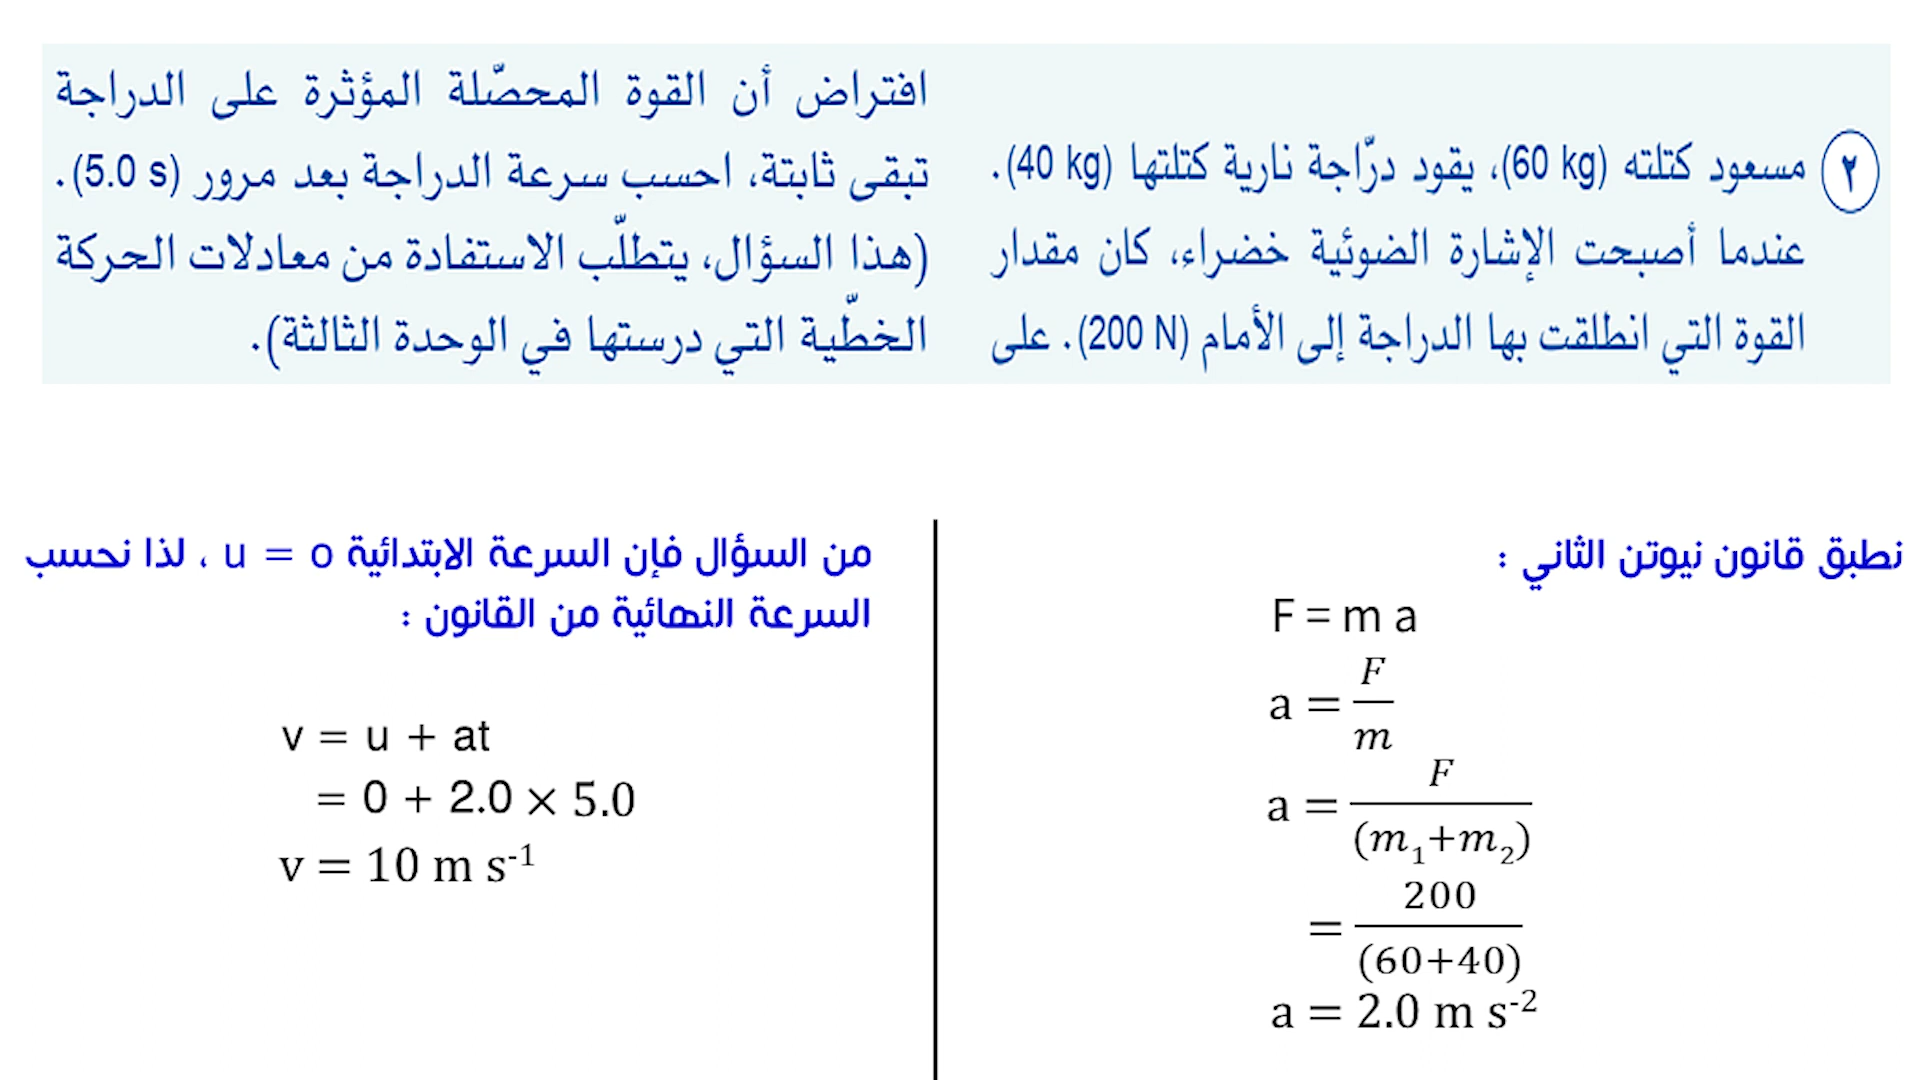 ٢ مسعود كتلته (60 kg)، يقود درّاجة نارية كتلتها (40 kg).
عندما أصبحت الإشارة الضوئية خضراء، كان مقدار
القوة التي انطلقت بها الدراجة إلى الأمام (200 N). على
افتراض أن القوة المحصّلة المؤثرة على الدراجة
تبقى ثابتة، احسب سرعة الدراجة بعد مرور (5.0 s).
(هذا السؤال، يتطلّب الاستفادة من معادلات الحركة
الخطّية التي درستها في الوحدة الثالثة).
نطبق قانون نيوتن الثاني :
F = m a
a = F/m
a = F/(m₁+m₂)
= 200/(60+40)
a = 2.0 m s⁻²
من السؤال فإن السرعة الابتدائية u = o ، لذا نحسب
السرعة النهائية من القانون :
v = u + at
= 0 + 2.0 × 5.0
v = 10 m s⁻¹